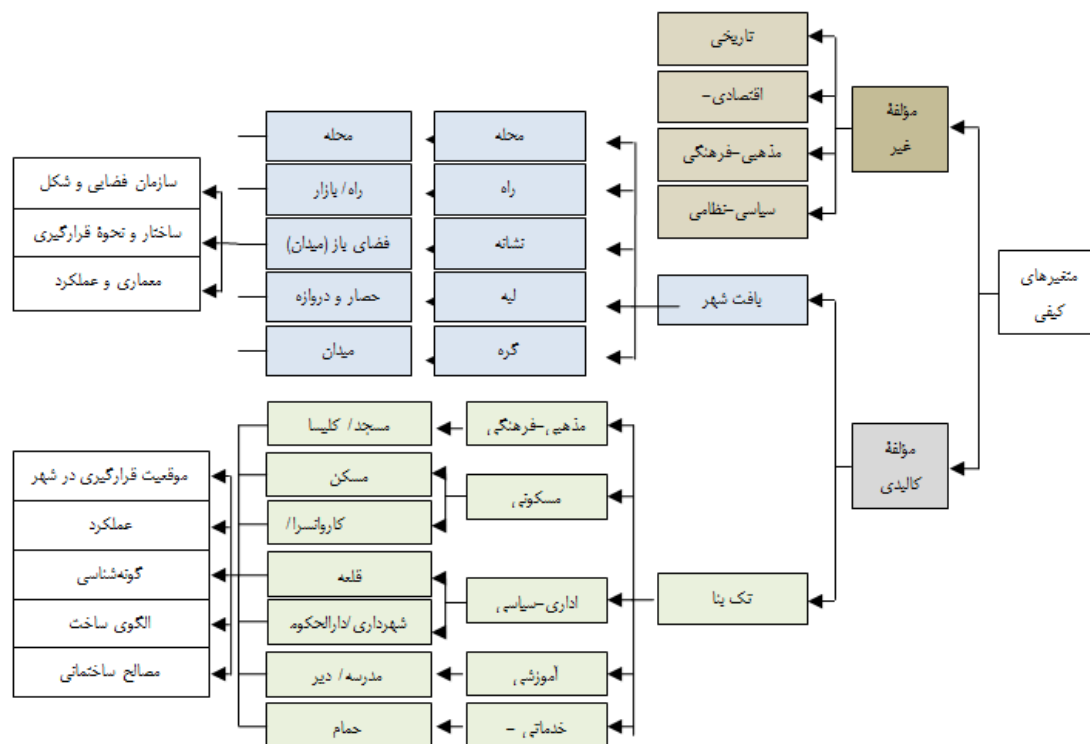 متغیرهای
کیفی
مؤلفهٔ
غیر
تاریخی
اقتصادی-
مذهبی-فرهنگی
سیاسی-نظامی
مؤلفهٔ
کالبدی
بافت شهر
محله
راه
نشانه
لبه
گره
محله
راه/ بازار
فضای باز (میدان)
حصار و دروازه
میدان
سازمان فضایی و شکل
ساختار و نحوهٔ قرارگیری
معماری و عملکرد
تک بنا
مذهبی-فرهنگی
مسکونی
اداری-سیاسی
آموزشی
خدماتی -
مسجد/ کلیسا
مسکن
کاروانسرا/
قلعه
شهرداری/دارالحکوم
مدرسه/ دیر
حمام
موقعیت قرارگیری در شهر
عملکرد
گونه‌شناسی
الگوی ساخت
مصالح ساختمانی